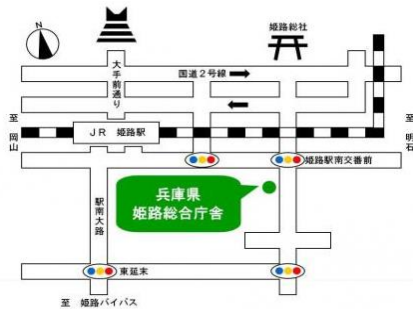 N
姫路総社
国道2号線
大手前通り
至 岡山
至 明石
JR 姫路駅
姫路駅南交番前
兵庫県
姫路総合庁舎
駅南大路
東延末
至 姫路バイパス